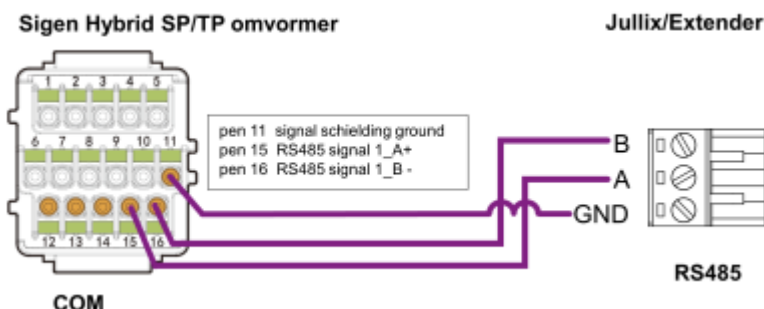 Sigen Hybrid SP/TP omvormer
Jullix/Extender
1 2 3 4 5
6 7 8 9 10 11
12 13 14 15 16
COM
pen 11 signal schielding ground
pen 15 RS485 signal 1_A+
pen 16 RS485 signal 1_B -
B
A
GND
RS485